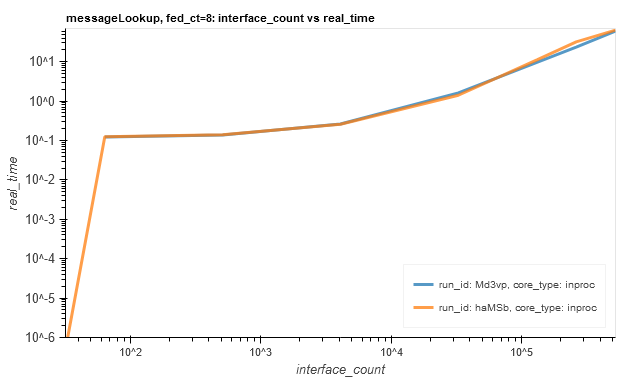 messageLookup, fed_ct=8: interface_count vs real_time
10^1
10^0
10^-1
10^-2
10^-3
10^-4
10^-5
10^-6
real_time
run_id: Md3vp, core_type: inproc
run_id: haMSb, core_type: inproc
10^2
10^3
10^4
10^5
interface_count